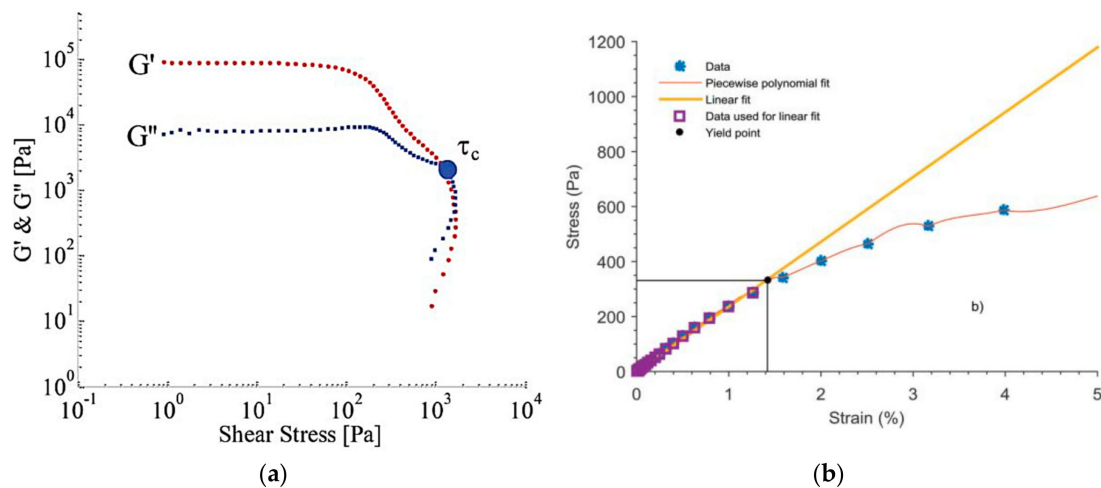 G'
G"
τc
10^5
10^4
10^3
10^2
10^1
10^0
G' & G" [Pa]
10^-1 10^0 10^1 10^2 10^3 10^4
Shear Stress [Pa]
(a)
Data
Piecewise polynomial fit
Linear fit
Data used for linear fit
Yield point
1200
1000
800
600
400
200
0
Stress (Pa)
b)
0 1 2 3 4 5
Strain (%)
(b)